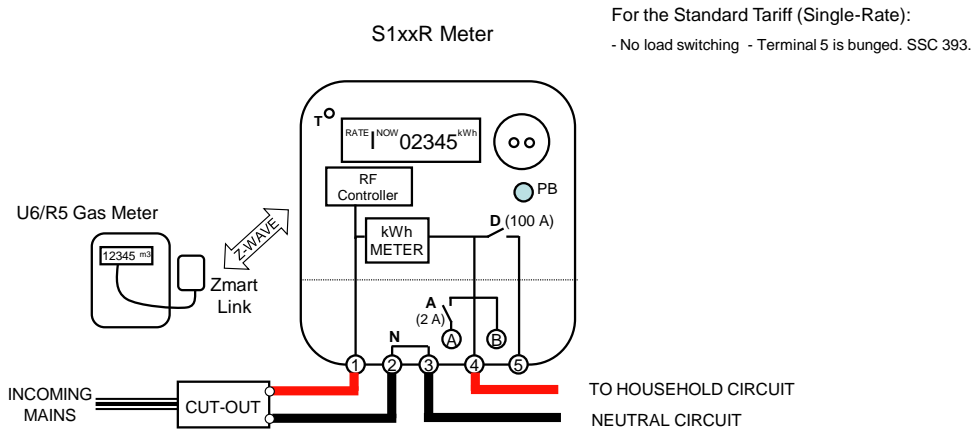 For the Standard Tariff (Single-Rate):
- No load switching - Terminal 5 is bunged. SSC 393.
S1xxR Meter
T
RATE I NOW 02345 kWh
RF
Controller
PB
U6/R5 Gas Meter
12345 m3
Z-WAVE
Zmart
Link
kWh
METER
D (100 A)
A
(2 A)
A
B
N
1 2 3 4 5
INCOMING
MAINS
CUT-OUT
TO HOUSEHOLD CIRCUIT
NEUTRAL CIRCUIT